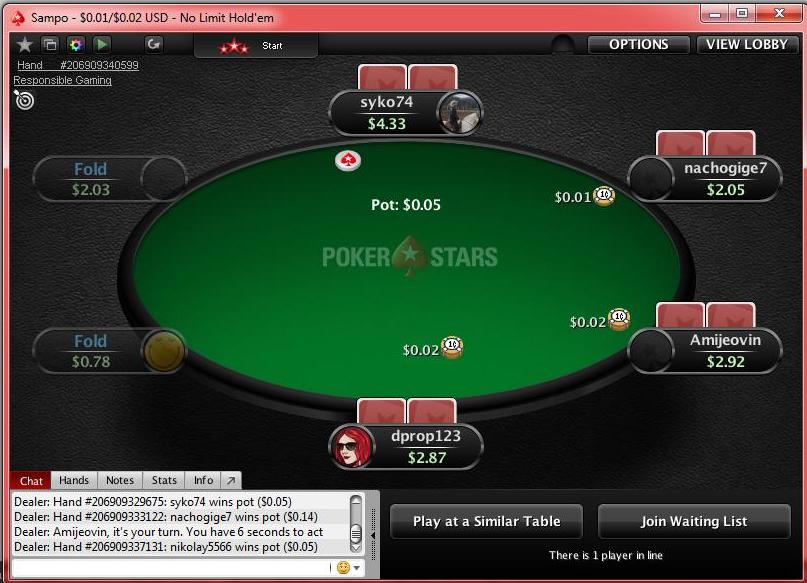 Sampo - $0.01/$0.02 USD - No Limit Hold'em
Start
OPTIONS
VIEW LOBBY
Hand #206909340599
Responsible Gaming
syko74
$4.33
Fold
$2.03
nachogige7
$2.05
Pot: $0.05
$0.01
1¢
POKER STARS
$0.02
1¢
$0.02
1¢
Fold
$0.78
Amijeovin
$2.92
dprop123
$2.87
Chat Hands Notes Stats Info
Dealer: Hand #206909329675: syko74 wins pot ($0.05)
Dealer: Hand #206909333122: nachogige7 wins pot ($0.14)
Dealer: Amijeovin, it's your turn. You have 6 seconds to act
Dealer: Hand #206909337131: nikolay5566 wins pot ($0.05)
Play at a Similar Table
Join Waiting List
There is 1 player in line